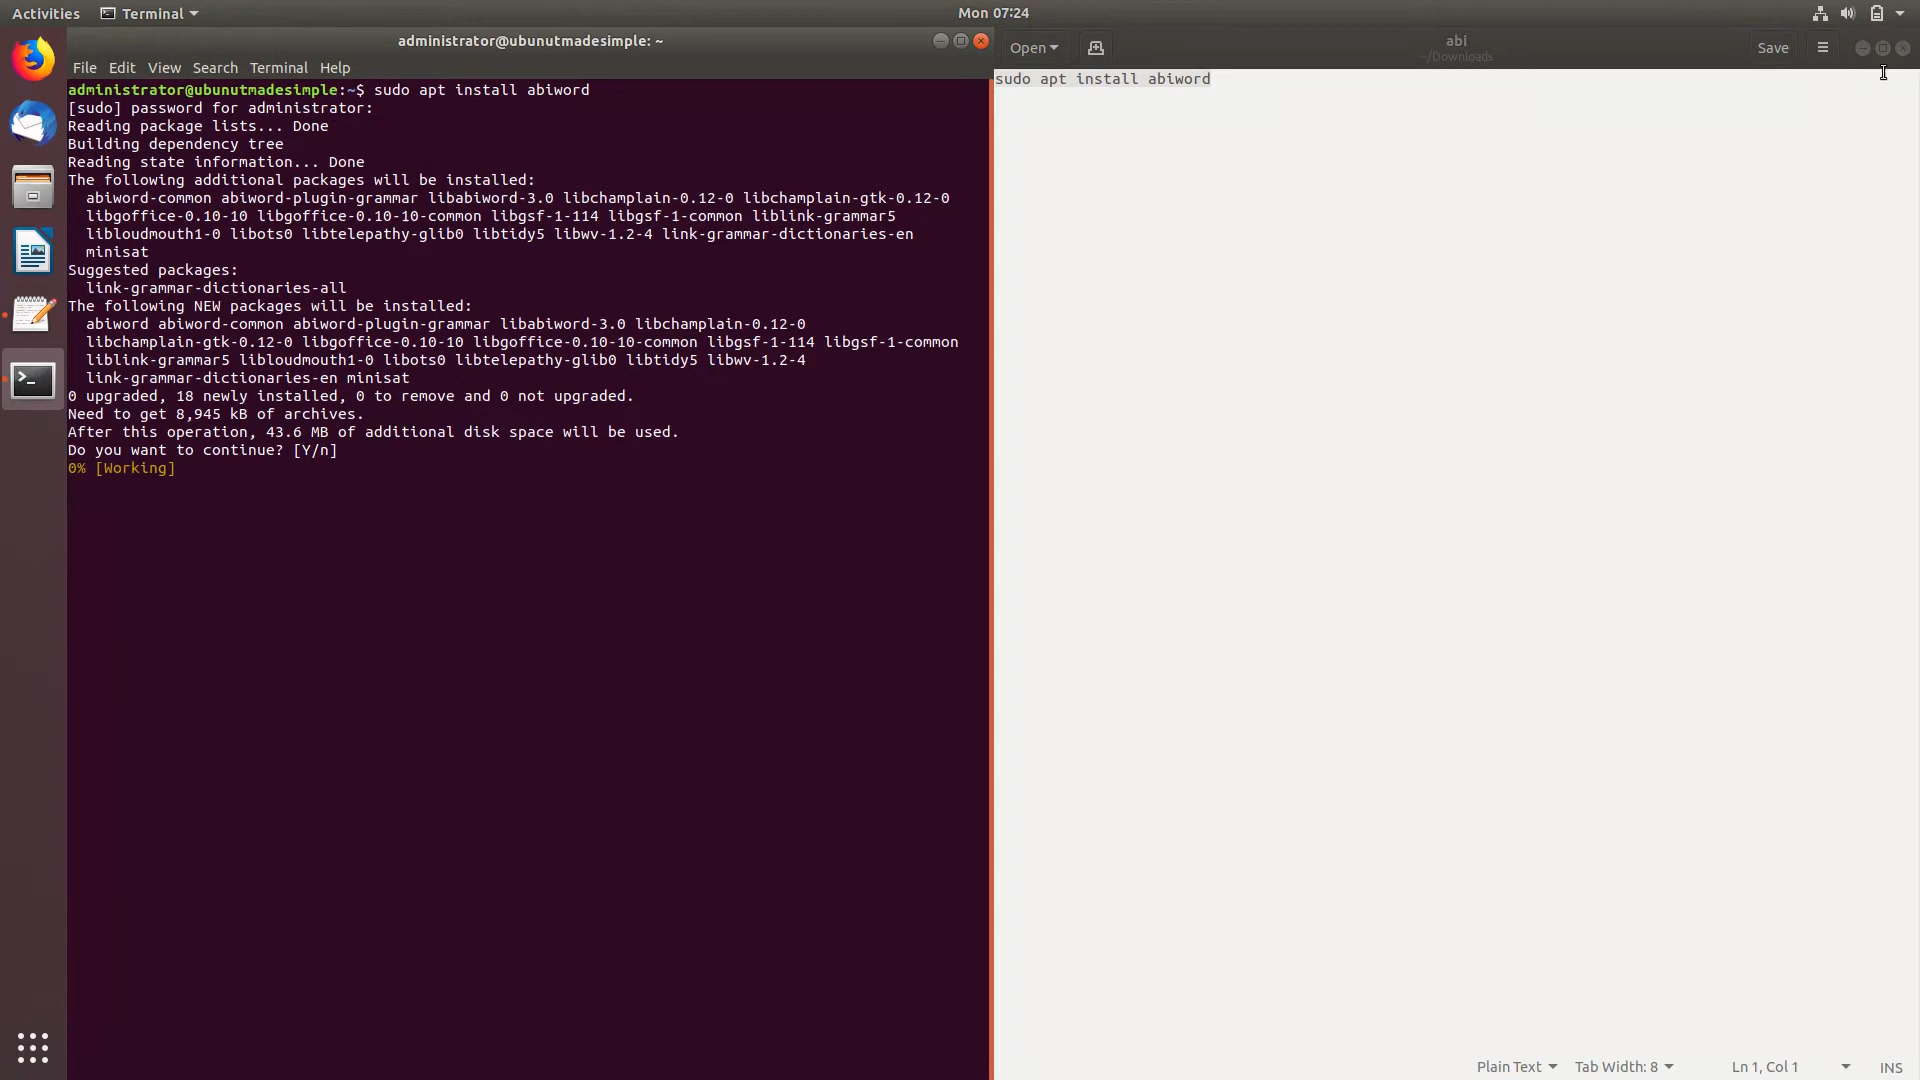 Activities Terminal Mon 07:24
administrator@ubunutmadesimple: ~
File Edit View Search Terminal Help
administrator@ubunutmadesimple:~$ sudo apt install abiword
[sudo] password for administrator:
Reading package lists... Done
Building dependency tree
Reading state information... Done
The following additional packages will be installed:
abiword-common abiword-plugin-grammar libabiword-3.0 libchamplain-0.12-0 libchamplain-gtk-0.12-0
libgoffice-0.10-10 libgoffice-0.10-10-common libgsf-1-114 libgsf-1-common liblink-grammar5
libloudmouth1-0 libots0 libtelepathy-glib0 libtidy5 libwv-1.2-4 link-grammar-dictionaries-en
minisat
Suggested packages:
link-grammar-dictionaries-all
The following NEW packages will be installed:
abiword abiword-common abiword-plugin-grammar libabiword-3.0 libchamplain-0.12-0
libchamplain-gtk-0.12-0 libgoffice-0.10-10 libgoffice-0.10-10-common libgsf-1-114 libgsf-1-common
liblink-grammar5 libloudmouth1-0 libots0 libtelepathy-glib0 libtidy5 libwv-1.2-4
link-grammar-dictionaries-en minisat
0 upgraded, 18 newly installed, 0 to remove and 0 not upgraded.
Need to get 8,945 kB of archives.
After this operation, 43.6 MB of additional disk space will be used.
Do you want to continue? [Y/n]
0% [Working]
Open abi Save
~/Downloads
sudo apt install abiword
Plain Text Tab Width: 8 Ln 1, Col 1 INS